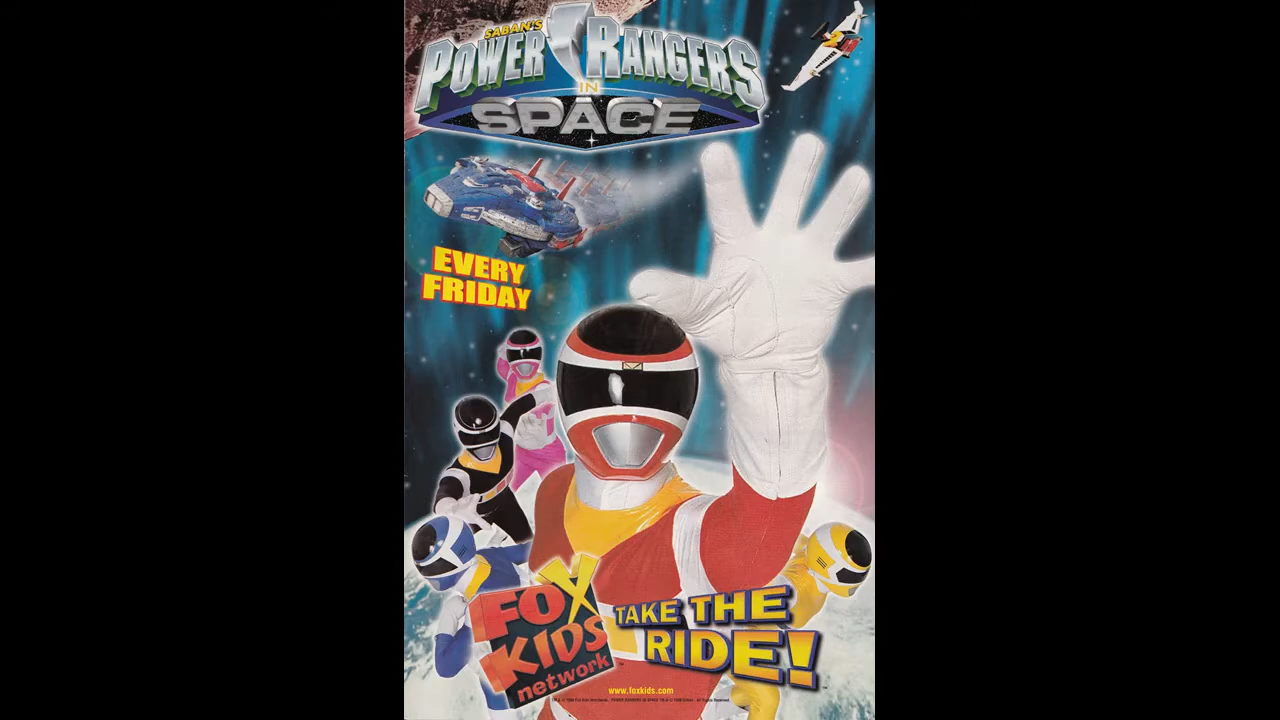 SABAN'S
POWER RANGERS
IN
SPACE
EVERY
FRIDAY
FOX
KIDS
network
TAKE THE
RIDE!
www.foxkids.com